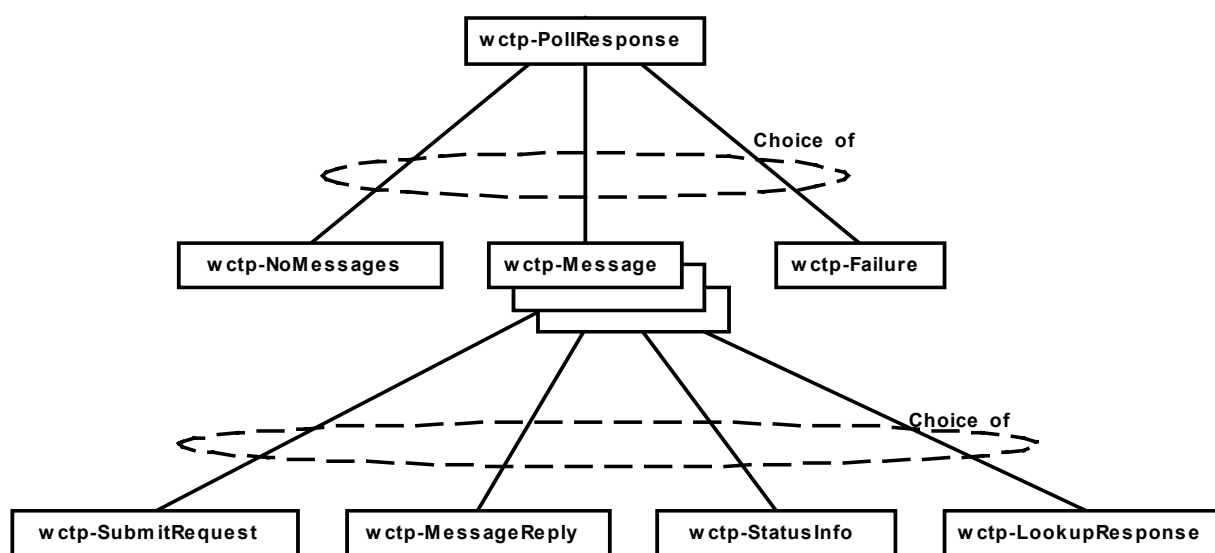 wctp-PollResponse
Choice of
wctp-NoMessages
wctp-Message
wctp-Failure
Choice of
wctp-SubmitRequest
wctp-MessageReply
wctp-StatusInfo
wctp-LookupResponse